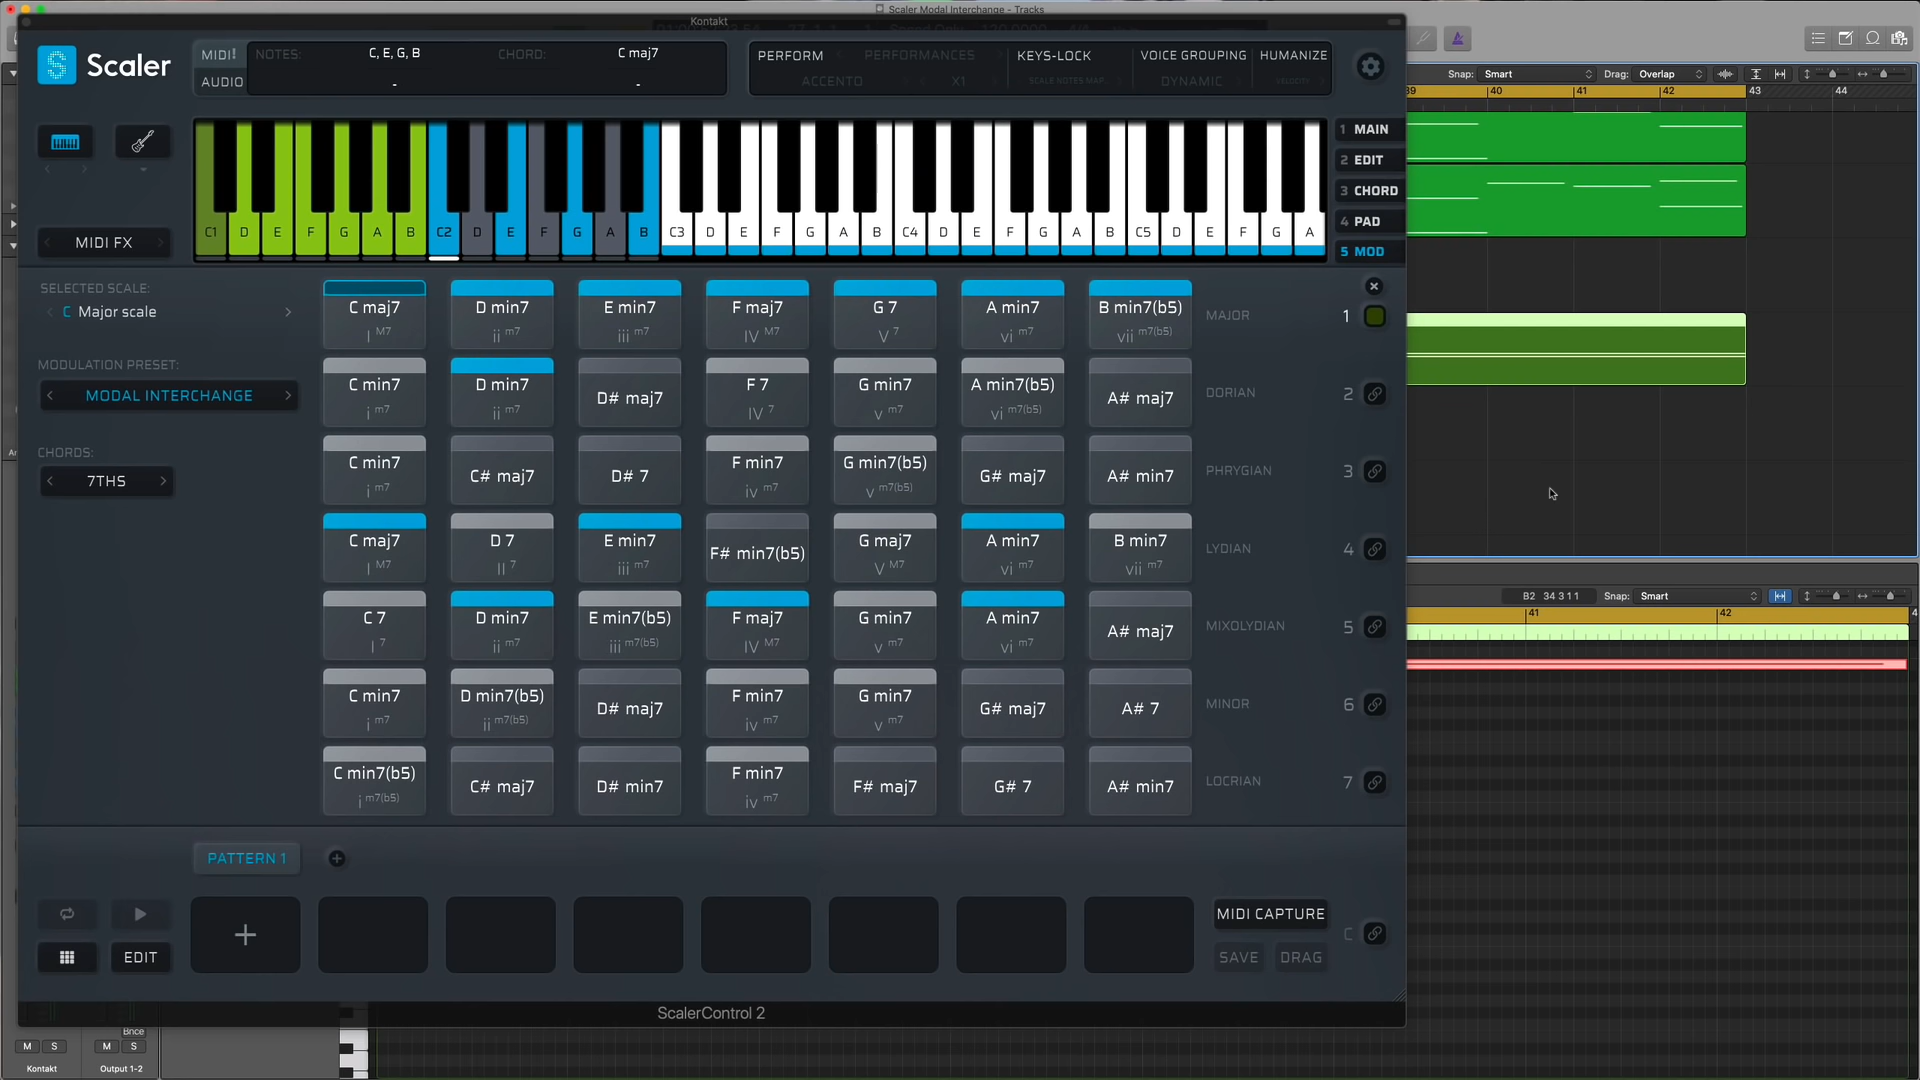 Scaler Modal Interchange - Tracks
Kontakt
Scaler
MIDI
AUDIO
NOTES:
C, E, G, B
-
CHORD:
C maj7
-
PERFORM
PERFORMANCES
KEYS-LOCK
VOICE GROUPING
HUMANIZE
ACCENTO
X1
SCALE NOTES MAP..
DYNAMIC
VELOCITY
Snap: Smart
Drag: Overlap
39 40 41 42 43 44
1 MAIN
2 EDIT
3 CHORD
4 PAD
5 MOD
C1 D E F G A B C2 D E F G A B C3 D E F G A B C4 D E F G A B C5 D E F G A
MIDI FX
SELECTED SCALE:
C Major scale
MODULATION PRESET:
MODAL INTERCHANGE
CHORDS:
7THS
C maj7 D min7 E min7 F maj7 G 7 A min7 B min7(b5) MAJOR 1
I M7 ii m7 iii m7 IV M7 V 7 vi m7 vii m7(b5)
C min7 D min7 D# maj7 F 7 G min7 A min7(b5) A# maj7 DORIAN 2
i m7 ii m7 IV 7 v m7 vi m7(b5)
C min7 C# maj7 D# 7 F min7 G min7(b5) G# maj7 A# min7 PHRYGIAN 3
i m7 iv m7 v m7(b5)
C maj7 D 7 E min7 F# min7(b5) G maj7 A min7 B min7 LYDIAN 4
I M7 II 7 iii m7 V M7 vi m7 vii m7
C 7 D min7 E min7(b5) F maj7 G min7 A min7 A# maj7 MIXOLYDIAN 5
I 7 ii m7 iii m7(b5) IV M7 v m7 vi m7
C min7 D min7(b5) D# maj7 F min7 G min7 G# maj7 A# 7 MINOR 6
i m7 ii m7(b5) iv m7 v m7
C min7(b5) C# maj7 D# min7 F min7 F# maj7 G# 7 A# min7 LOCRIAN 7
i m7(b5) iv m7
B2 34 3 1 1
Snap: Smart
41 42
PATTERN 1
EDIT
MIDI CAPTURE
SAVE DRAG
C
ScalerControl 2
Bnce
M S M S
Kontakt Output 1-2